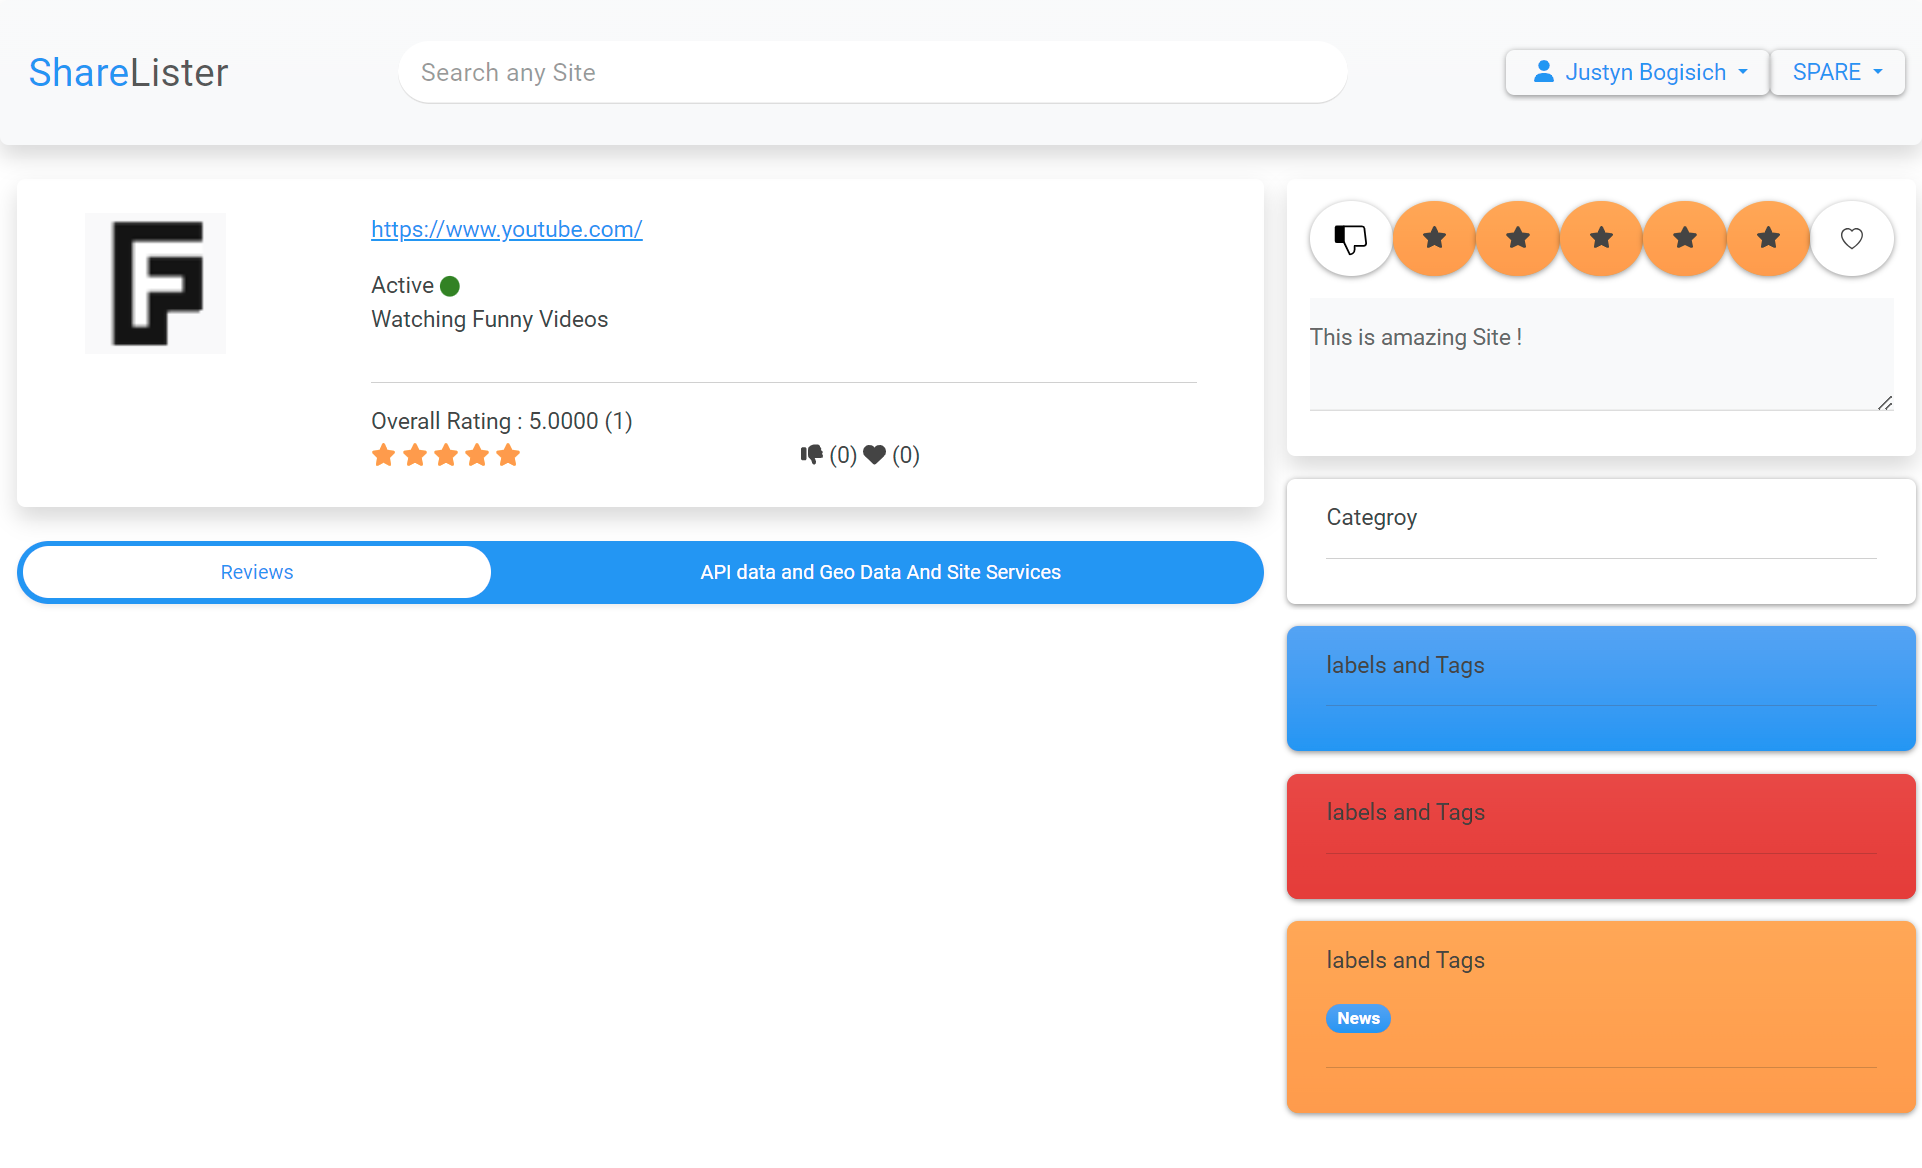 ShareLister
Search any Site
Justyn Bogisich
SPARE
https://www.youtube.com/
Active
Watching Funny Videos
Overall Rating : 5.0000 (1)
(0) (0)
This is amazing Site !
Reviews
API data and Geo Data And Site Services
Categroy
labels and Tags
labels and Tags
labels and Tags
News